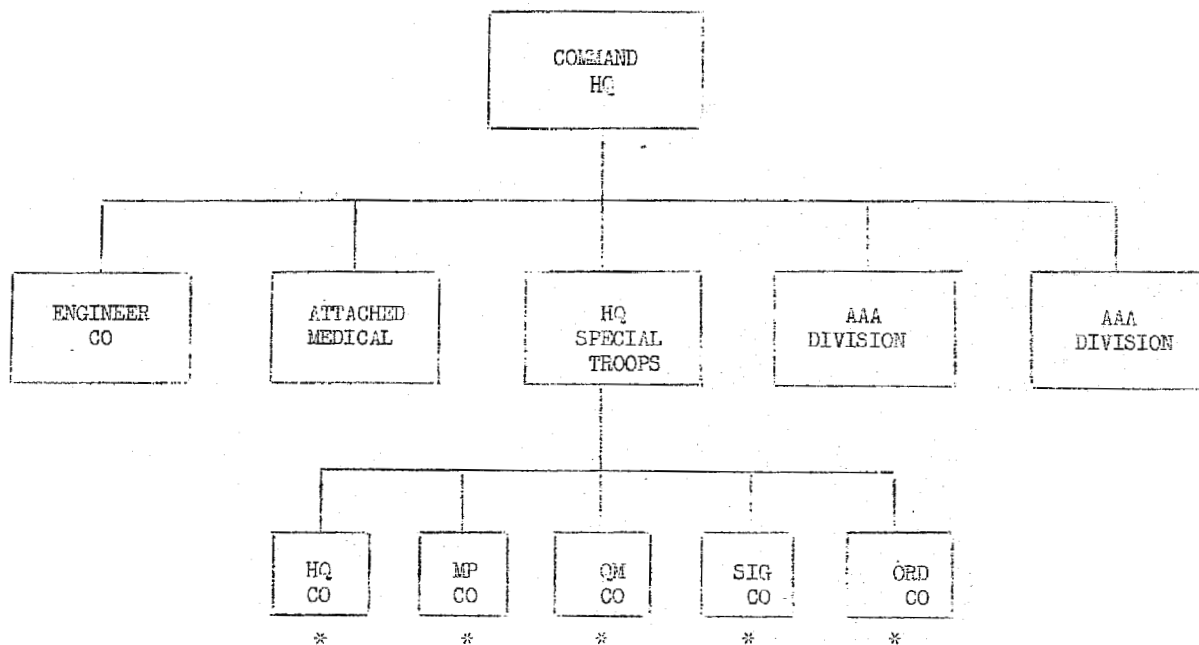 COMMAND
HQ
ENGINEER
CO
ATTACHED
MEDICAL
HQ
SPECIAL
TROOPS
AAA
DIVISION
AAA
DIVISION
HQ
CO
MP
CO
QM
CO
SIG
CO
ORD
CO
* * * * *